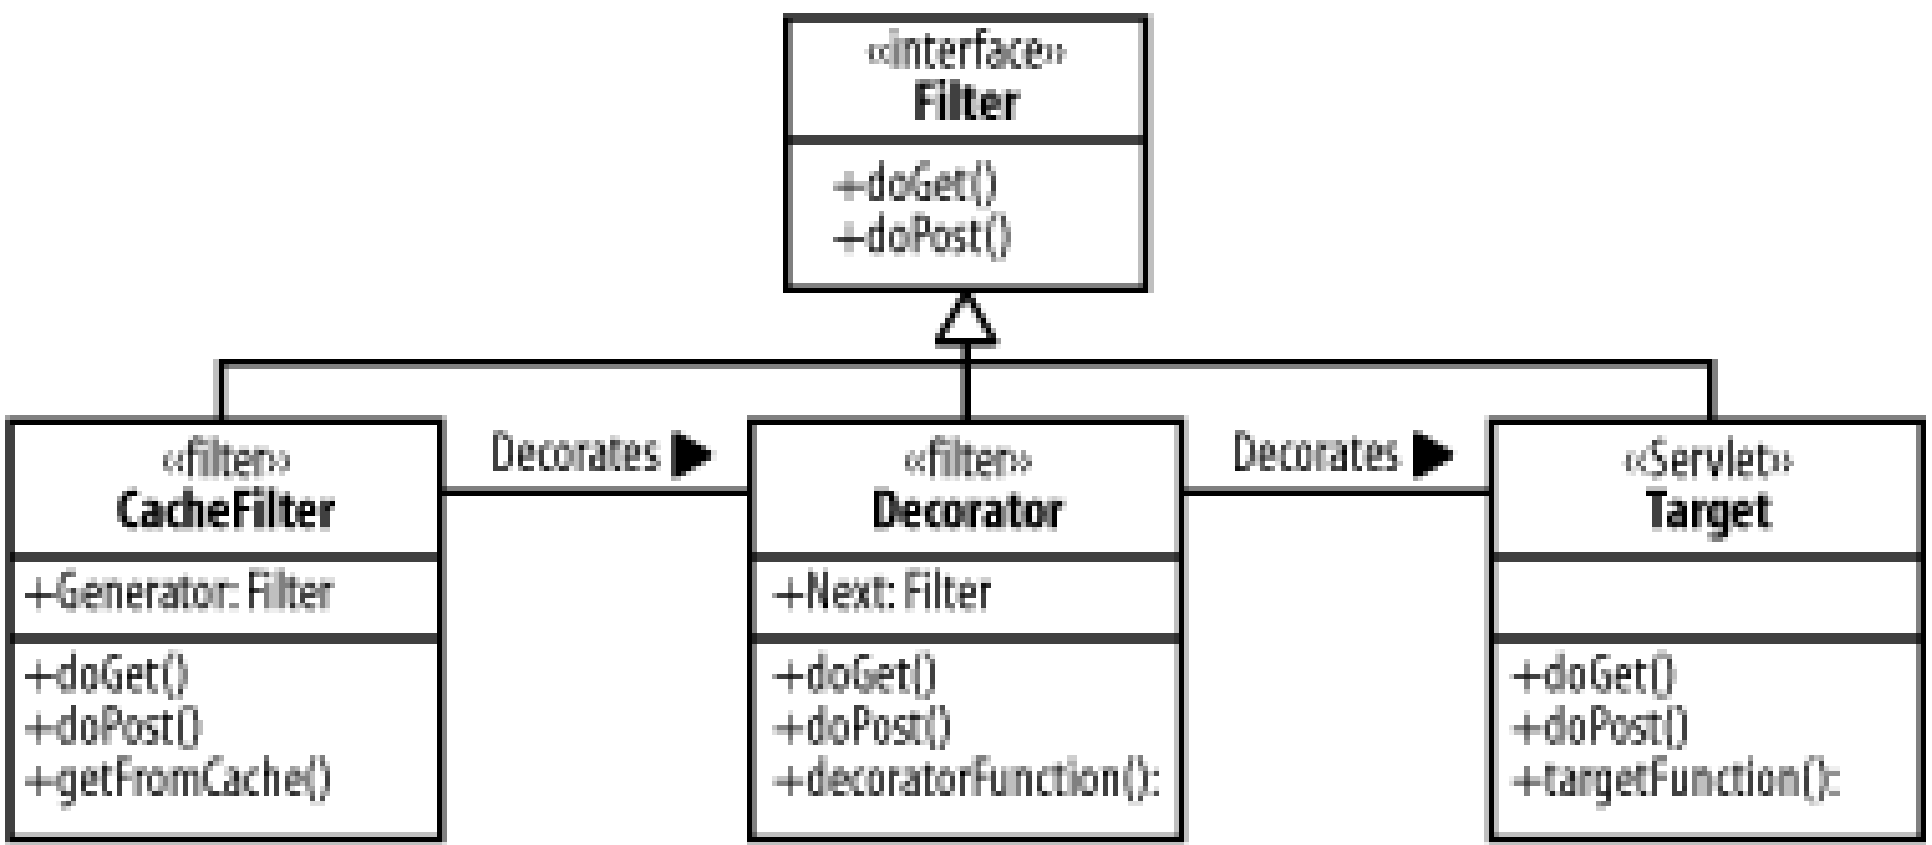 «interface»
Filter
+doGet()
+doPost()
Decorates ▶
Decorates ▶
«filter»
CacheFilter
+Generator: Filter
+doGet()
+doPost()
+getFromCache()
«filter»
Decorator
+Next: Filter
+doGet()
+doPost()
+decoratorFunction():
«Servlet»
Target
+doGet()
+doPost()
+targetFunction():